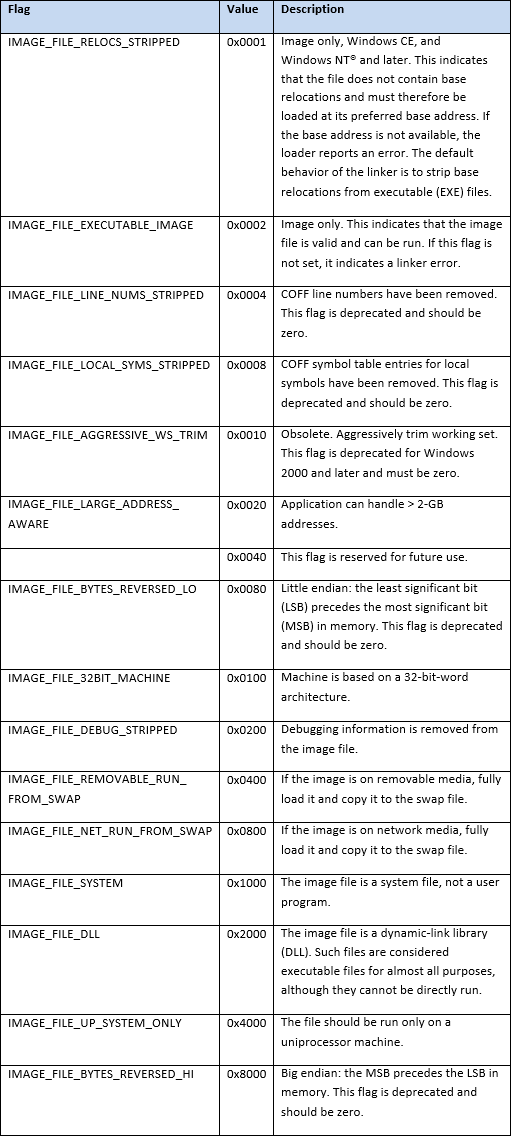 Flag Value Description
IMAGE_FILE_RELOCS_STRIPPED 0x0001 Image only, Windows CE, and
Windows NT® and later. This indicates
that the file does not contain base
relocations and must therefore be
loaded at its preferred base address. If
the base address is not available, the
loader reports an error. The default
behavior of the linker is to strip base
relocations from executable (EXE) files.
IMAGE_FILE_EXECUTABLE_IMAGE 0x0002 Image only. This indicates that the image
file is valid and can be run. If this flag is
not set, it indicates a linker error.
IMAGE_FILE_LINE_NUMS_STRIPPED 0x0004 COFF line numbers have been removed.
This flag is deprecated and should be
zero.
IMAGE_FILE_LOCAL_SYMS_STRIPPED 0x0008 COFF symbol table entries for local
symbols have been removed. This flag is
deprecated and should be zero.
IMAGE_FILE_AGGRESSIVE_WS_TRIM 0x0010 Obsolete. Aggressively trim working set.
This flag is deprecated for Windows
2000 and later and must be zero.
IMAGE_FILE_LARGE_ADDRESS_ 0x0020 Application can handle > 2-GB
AWARE addresses.
0x0040 This flag is reserved for future use.
IMAGE_FILE_BYTES_REVERSED_LO 0x0080 Little endian: the least significant bit
(LSB) precedes the most significant bit
(MSB) in memory. This flag is deprecated
and should be zero.
IMAGE_FILE_32BIT_MACHINE 0x0100 Machine is based on a 32-bit-word
architecture.
IMAGE_FILE_DEBUG_STRIPPED 0x0200 Debugging information is removed from
the image file.
IMAGE_FILE_REMOVABLE_RUN_ 0x0400 If the image is on removable media, fully
FROM_SWAP load it and copy it to the swap file.
IMAGE_FILE_NET_RUN_FROM_SWAP 0x0800 If the image is on network media, fully
load it and copy it to the swap file.
IMAGE_FILE_SYSTEM 0x1000 The image file is a system file, not a user
program.
IMAGE_FILE_DLL 0x2000 The image file is a dynamic-link library
(DLL). Such files are considered
executable files for almost all purposes,
although they cannot be directly run.
IMAGE_FILE_UP_SYSTEM_ONLY 0x4000 The file should be run only on a
uniprocessor machine.
IMAGE_FILE_BYTES_REVERSED_HI 0x8000 Big endian: the MSB precedes the LSB in
memory. This flag is deprecated and
should be zero.